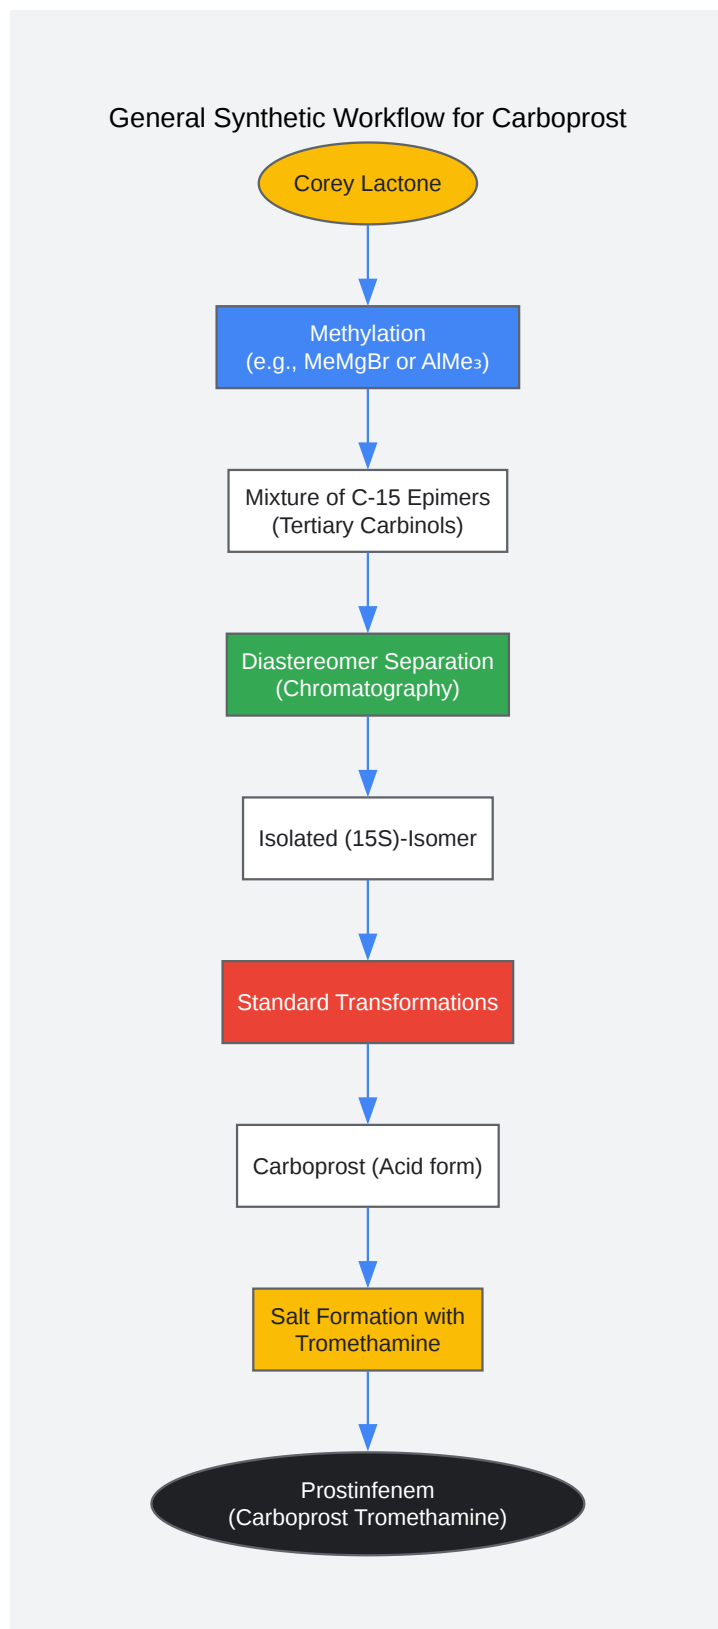 General Synthetic Workflow for Carboprost
Corey Lactone
Methylation
(e.g., MeMgBr or AlMe₃)
Mixture of C-15 Epimers
(Tertiary Carbinols)
Diastereomer Separation
(Chromatography)
Isolated (15S)-Isomer
Standard Transformations
Carboprost (Acid form)
Salt Formation with
Tromethamine
Prostinfenem
(Carboprost Tromethamine)